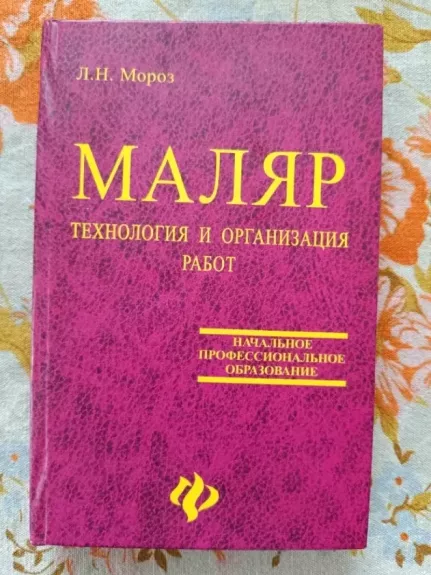 Л.Н. Мороз
МАЛЯР
ТЕХНОЛОГИЯ И ОРГАНИЗАЦИЯ
РАБОТ
НАЧАЛЬНОЕ
ПРОФЕССИОНАЛЬНОЕ
ОБРАЗОВАНИЕ